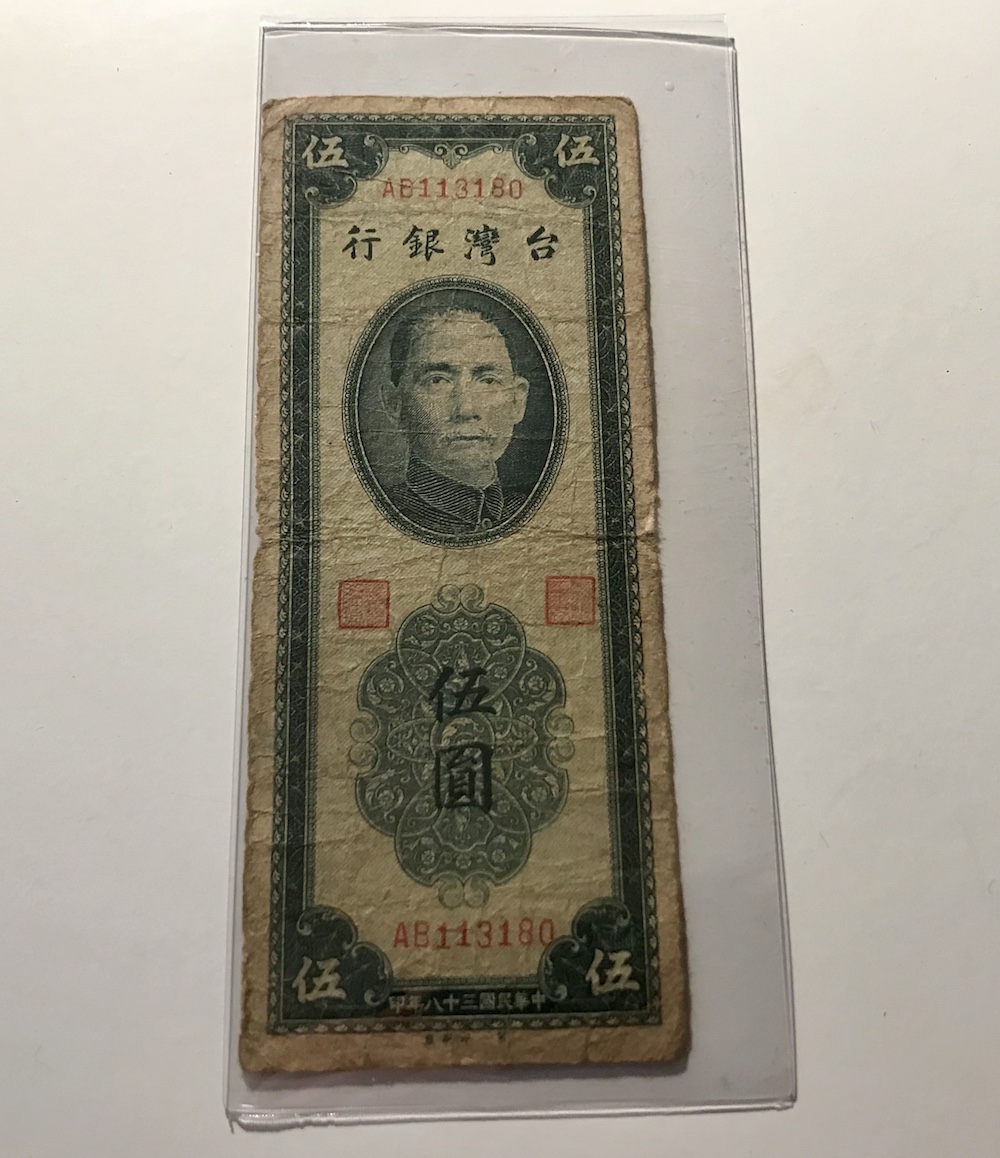 伍 伍
AB113180
台灣銀行
伍
圓
AB113180
伍 伍
中華民國三十八年印